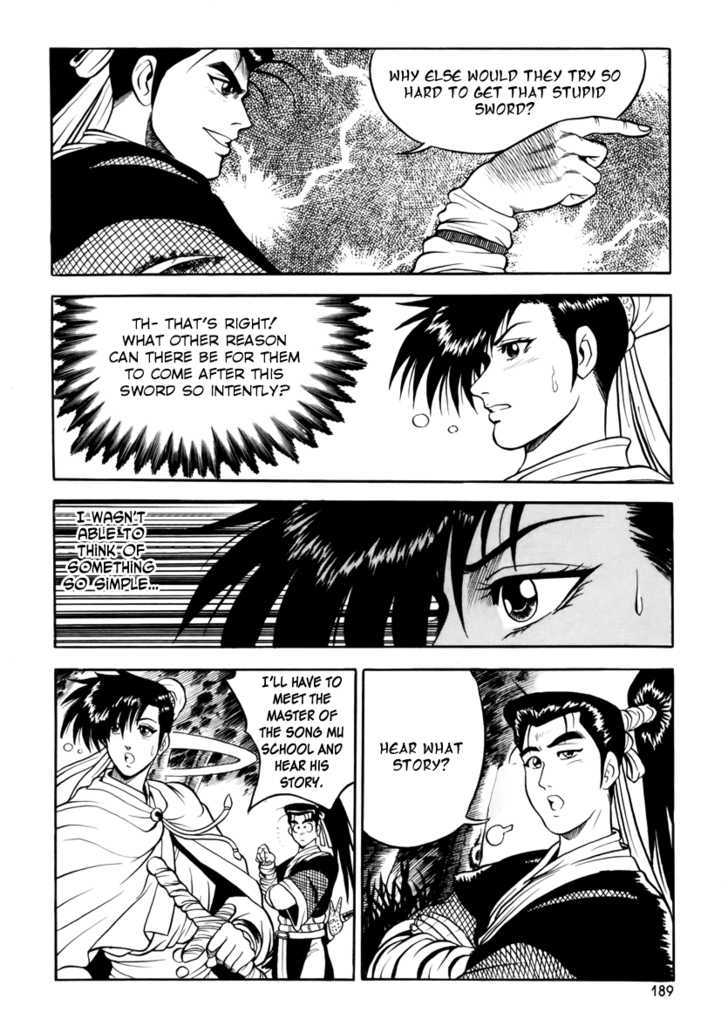 WHY ELSE WOULD THEY TRY SO
HARD TO GET THAT STUPID
SWORD?
TH- THAT'S RIGHT!
WHAT OTHER REASON
CAN THERE BE FOR THEM
TO COME AFTER THIS
SWORD SO INTENTLY?
I WASN'T
ABLE TO
THINK OF
SOMETHING
SO SIMPLE...
I'LL HAVE TO
MEET THE
MASTER OF
THE SONG MU
SCHOOL AND
HEAR HIS
STORY.
HEAR WHAT
STORY?
189